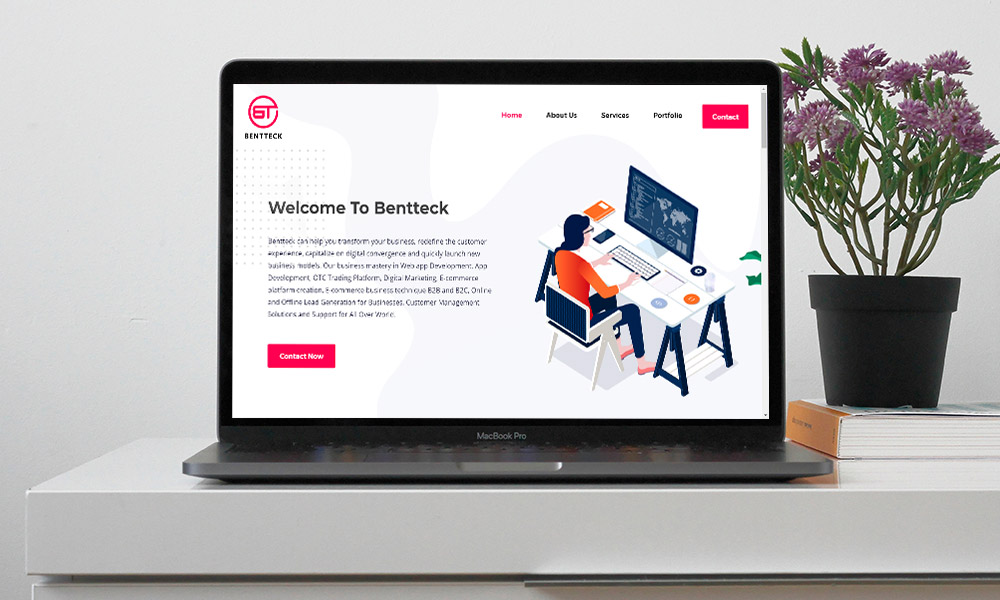 BT
BENTTECK
Home About Us Services Portfolio Contact
Welcome To Bentteck
Bentteck can help you transform your business, redefine the customer
experience, capitalize on digital convergence and quickly launch new
business models. Our business mastery in Web app Development, App
Development, OTC Trading Platform, Digital Marketing, E-commerce
platform creation, E-commerce business technique B2B and B2C, Online
and Offline Lead Generation for Businesses, Customer Management
Solutions and Support for All Over World.
Contact Now
MacBook Pro